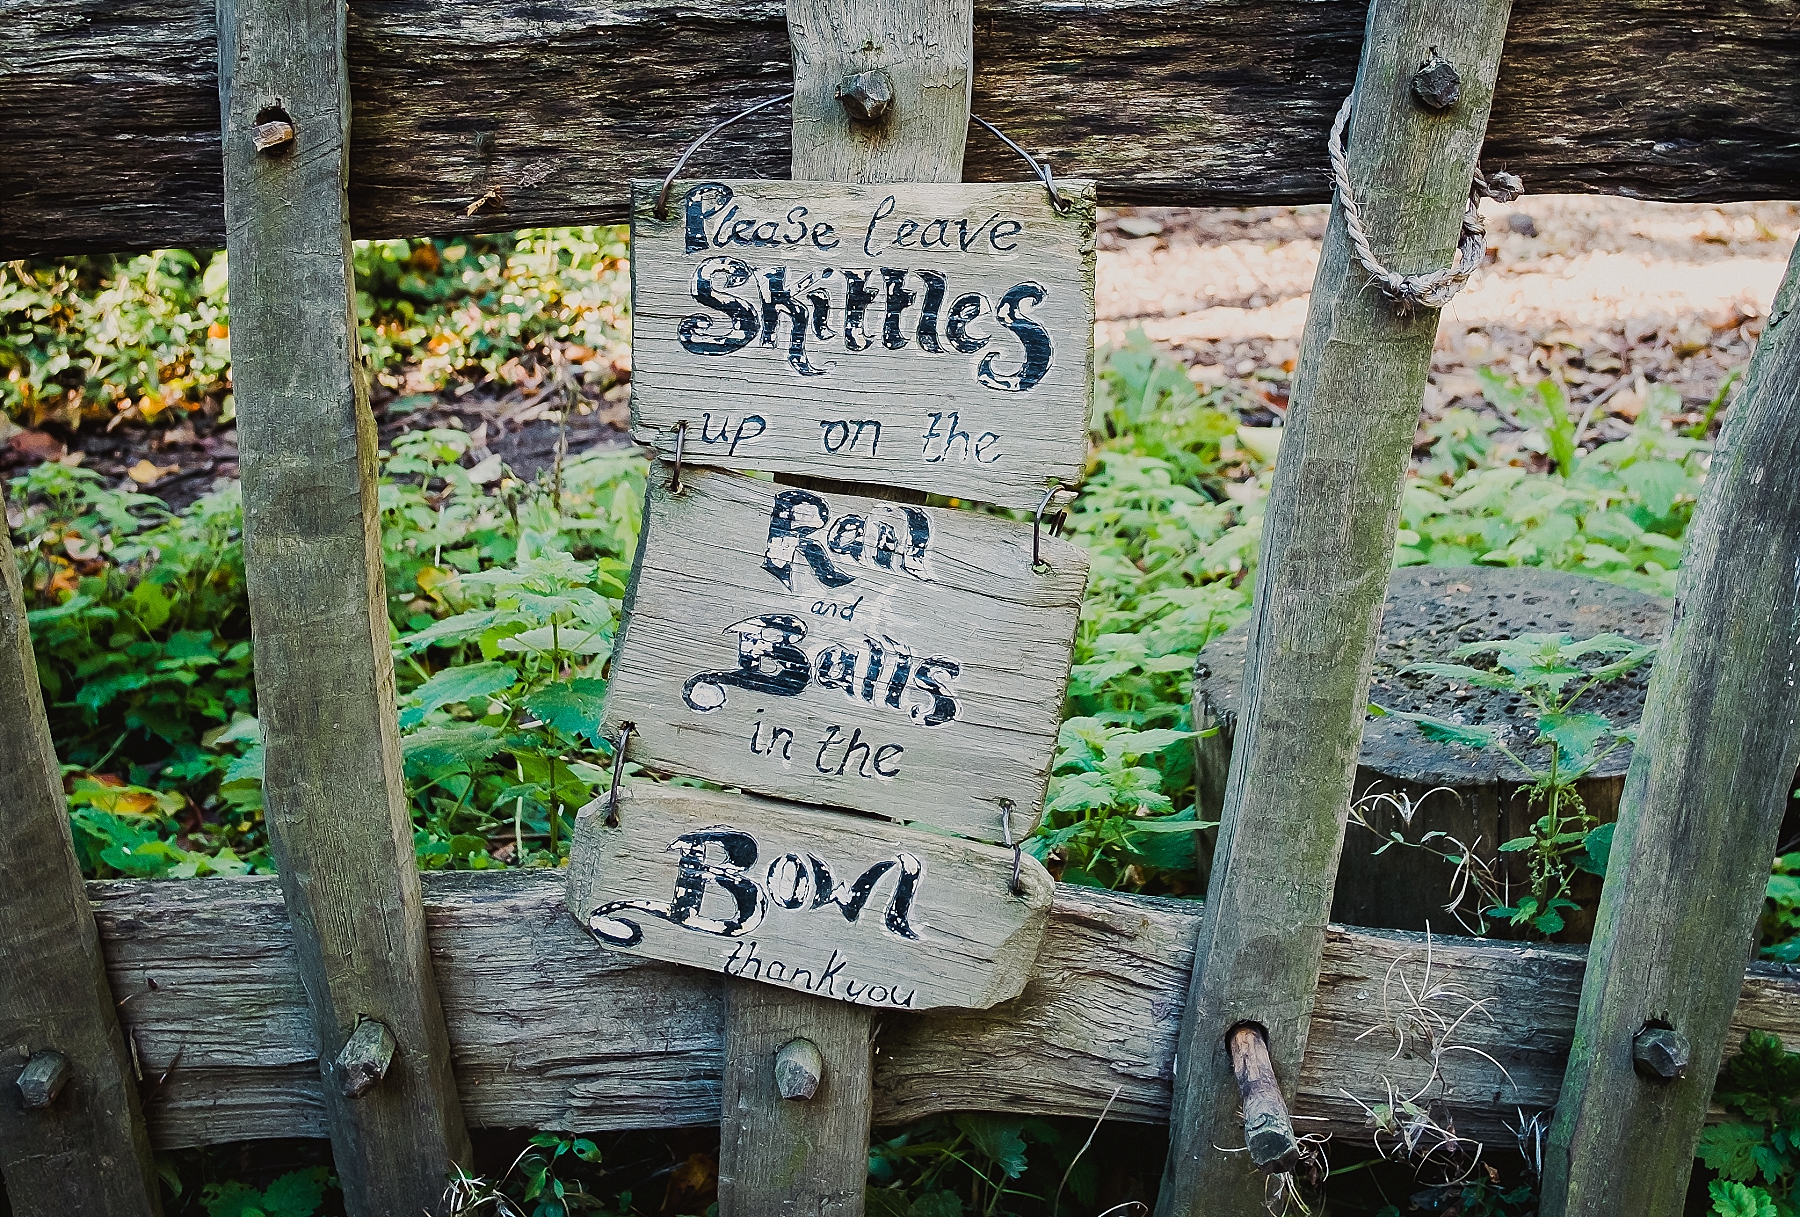 Please leave
Skittles
up on the
Rail
and
Balls
in the
Bowl
thankyou